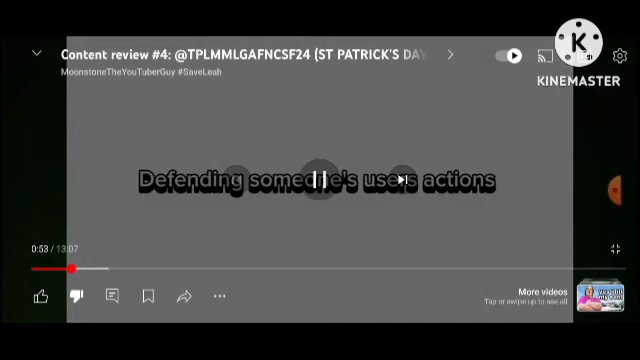 Content review #4: @TPLMMLGAFNCSF24 (ST PATRICK'S DAY
MoonstoneTheYouTuberGuy #SaveLeah
K
KINEMASTER
Defending someone's users actions
0:53 / 13:07
More videos
Tap or swipe up to see all